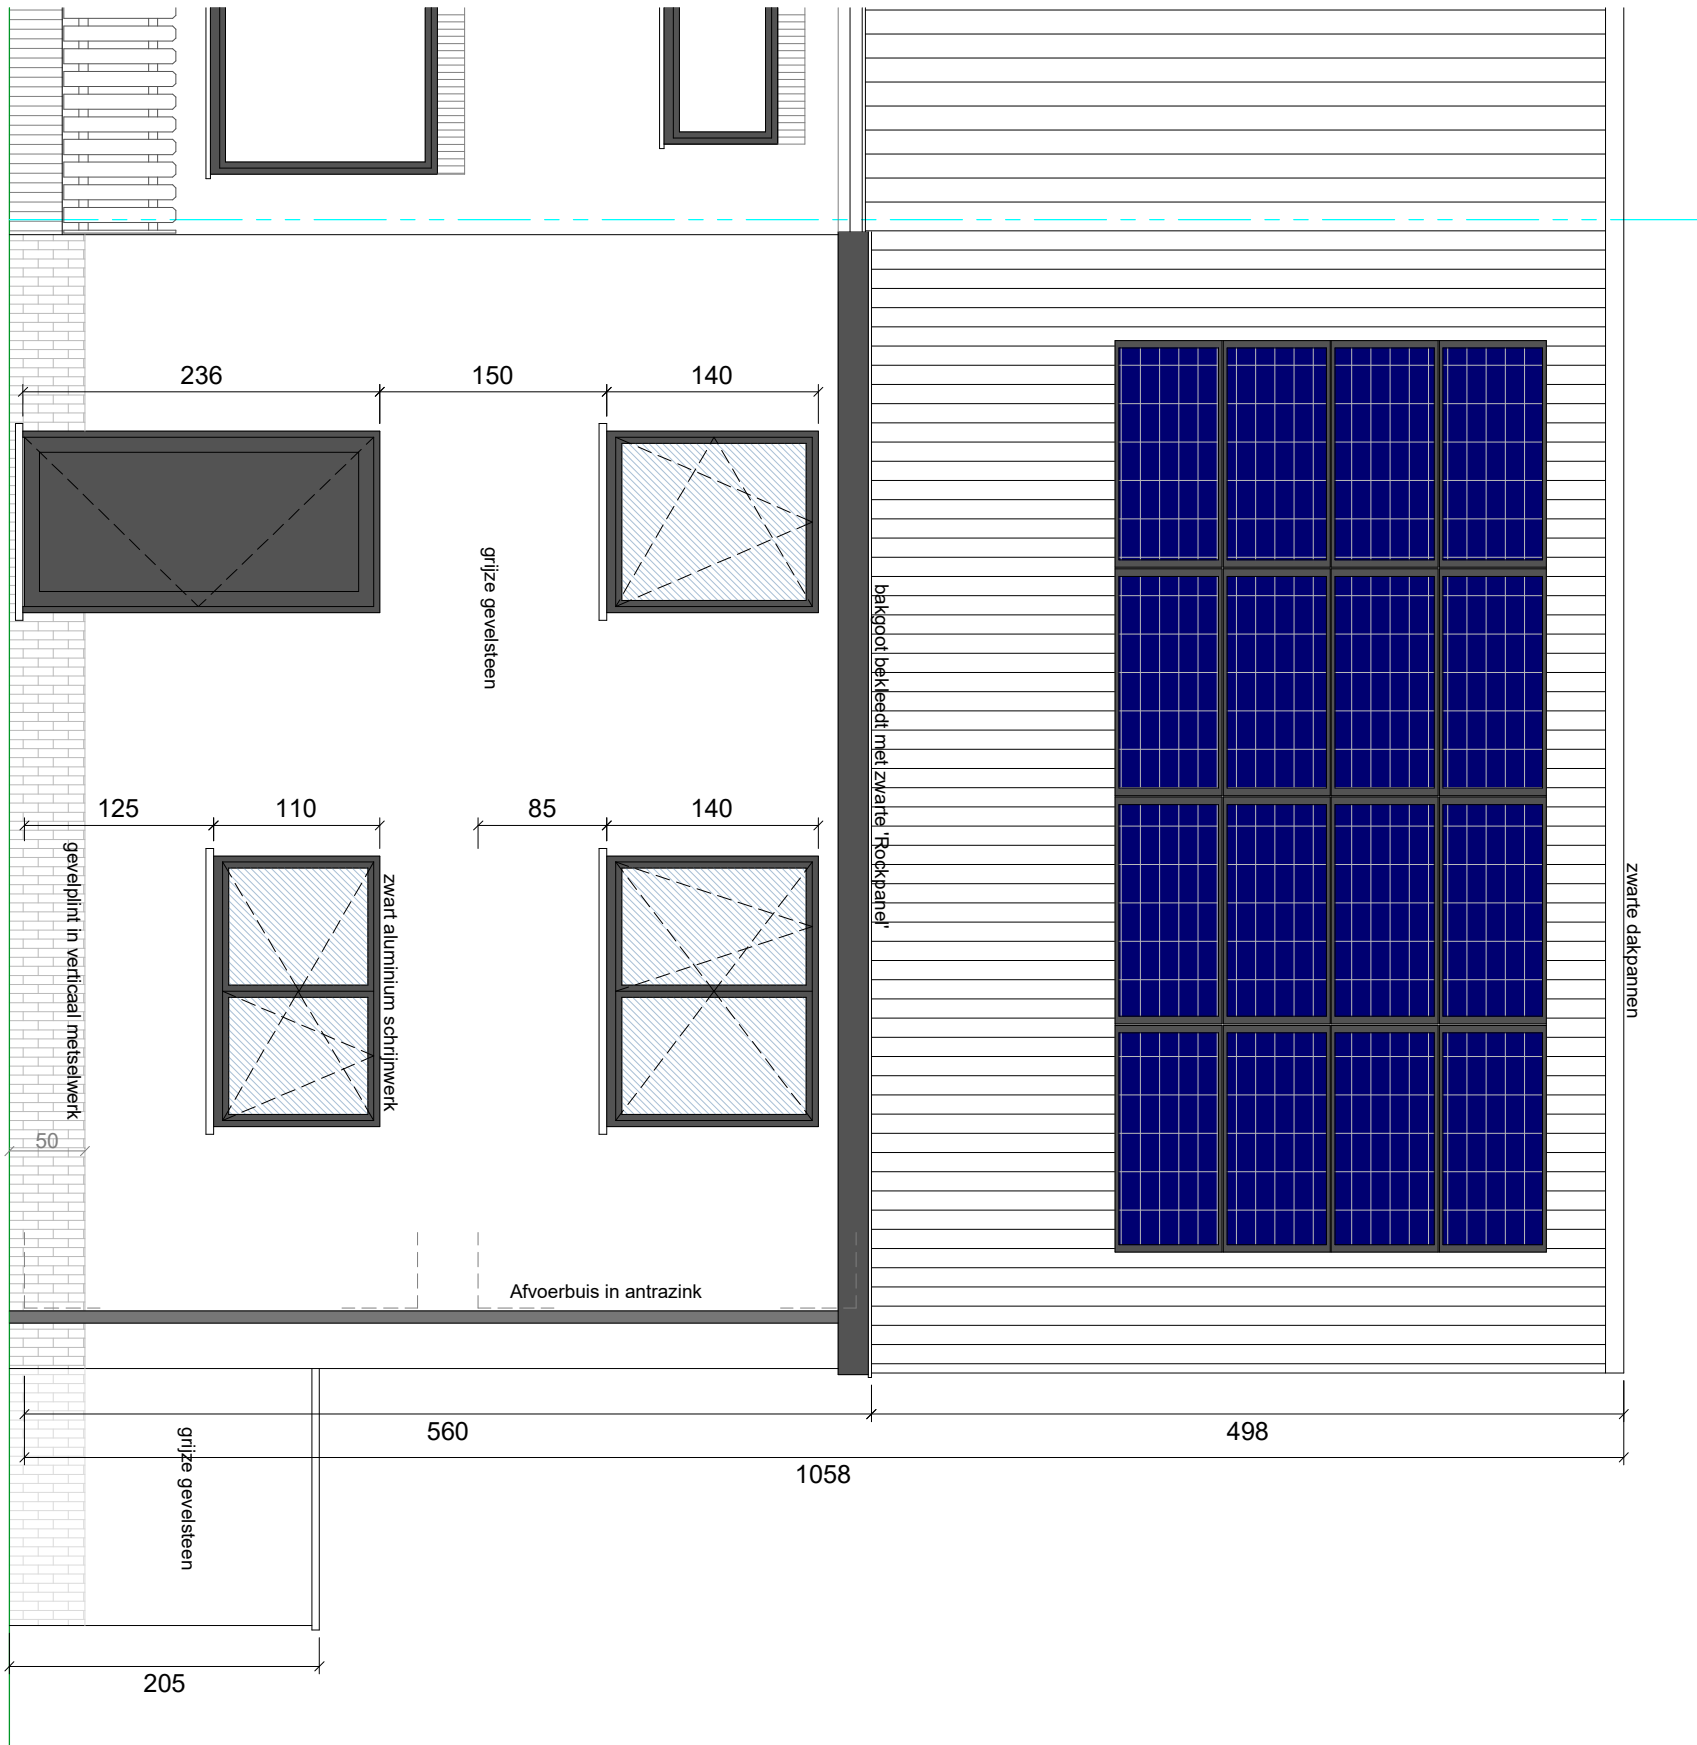 236
150
140
grijze gevelsteen
bakgoot bekleedt met zwarte 'Rockpanel'
125
110
85
140
gevelplint in verticaal metselwerk
zwart aluminium schrijnwerk
zwarte dakpannen
50
Afvoerbuis in antrazink
560
498
1058
grijze gevelsteen
205